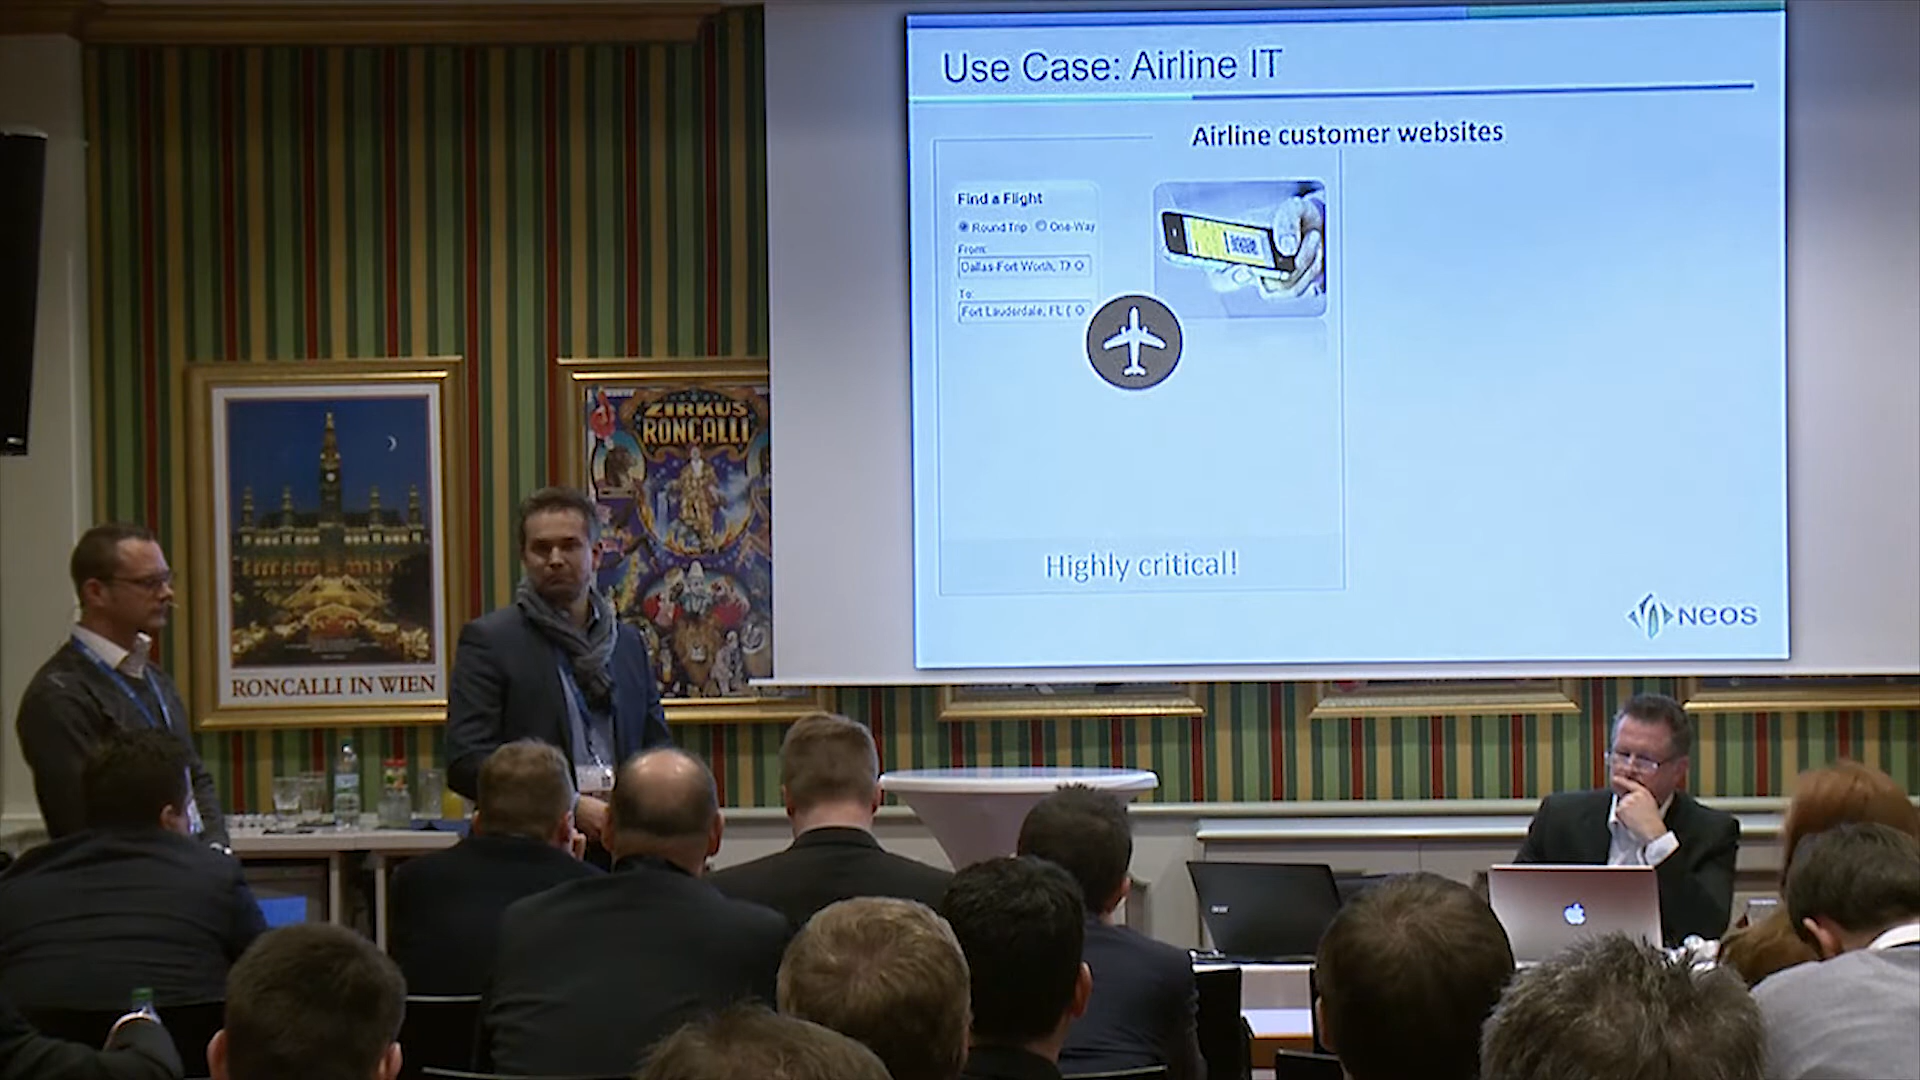 Use Case: Airline IT
Airline customer websites
Find a Flight
Round Trip One-Way
From:
Dallas-Fort Worth, TX
To:
Fort Lauderdale, FL (
Highly critical!
Neos
ZIRKUS
RONCALLI
RONCALLI IN WIEN
acer